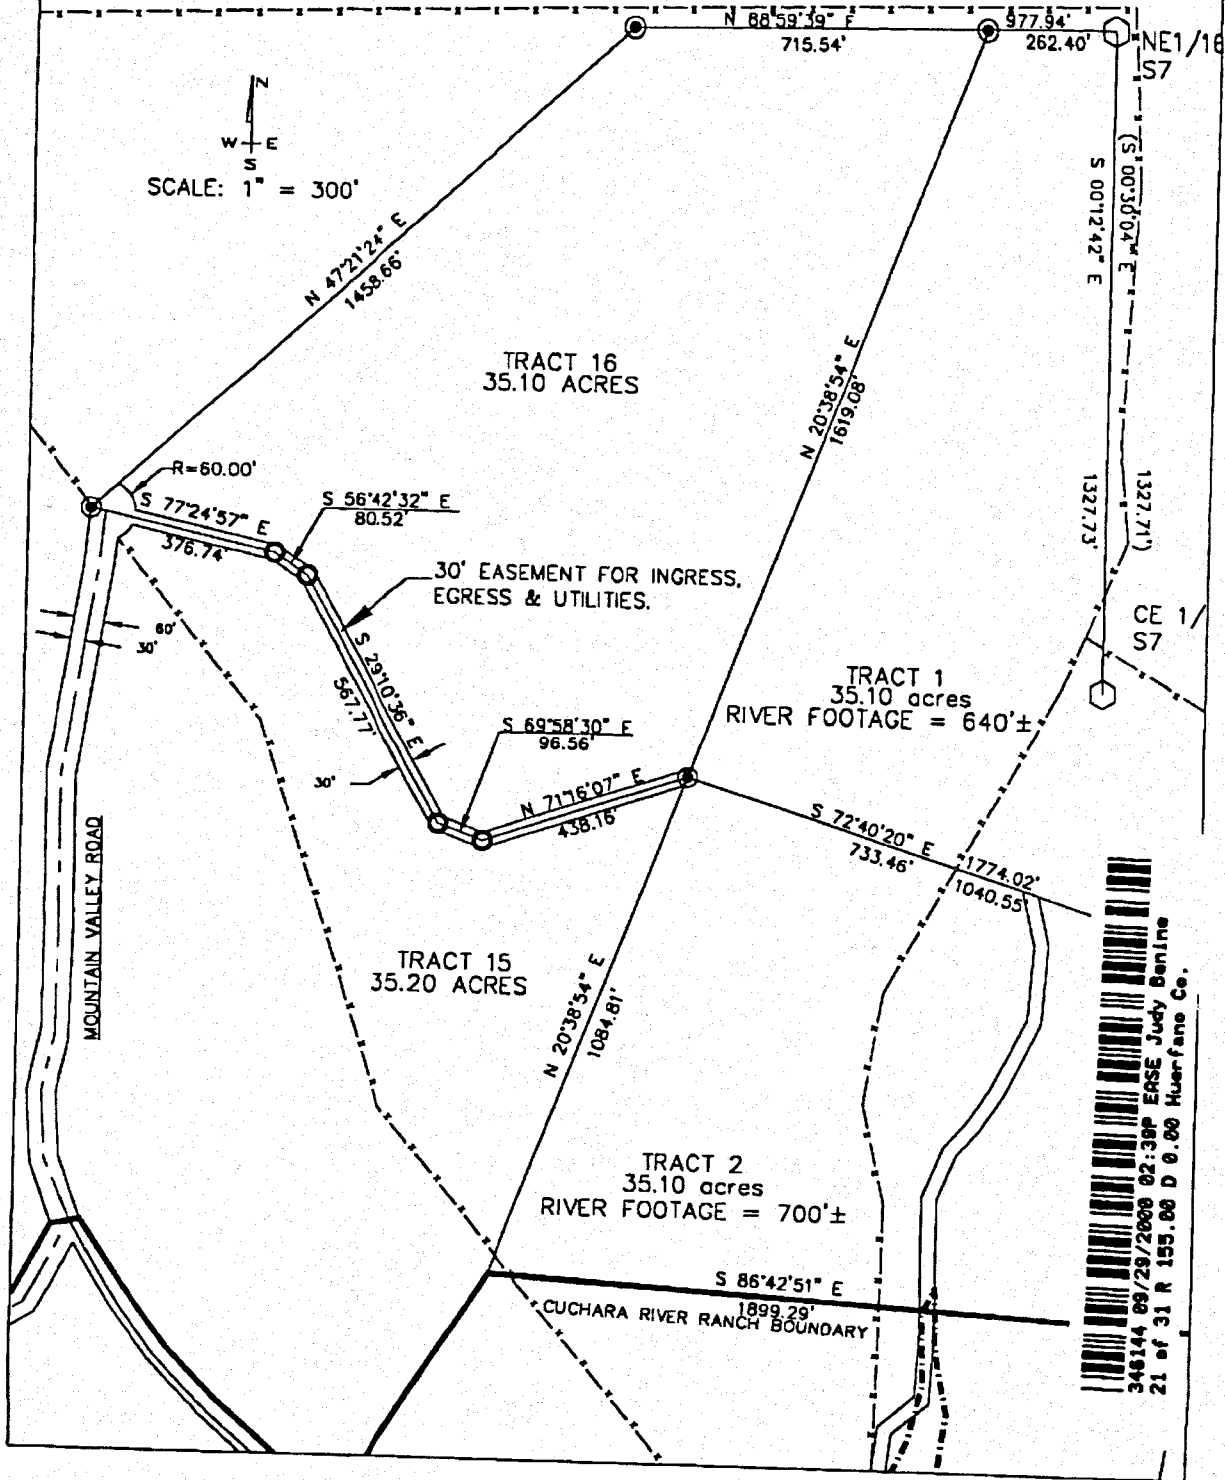 N 88°59'39" E
715.54'
977.94'
262.40'
NE1/16
S7
N
W E
S
SCALE: 1" = 300'
(S 00°30'04" E
1327.71')
S 00°12'42" E
1327.73'
N 47°21'24" E
1458.66'
TRACT 16
35.10 ACRES
N 20°38'54" E
1619.08'
R=60.00'
S 77°24'57" E
376.74'
S 56°42'32" E
80.52'
30' EASEMENT FOR INGRESS,
EGRESS & UTILITIES.
60'
30'
S 29°10'36" E
567.77'
30'
S 69°58'30" E
96.56'
N 71°16'07" E
438.16'
CE 1/
S7
TRACT 1
35.10 acres
RIVER FOOTAGE = 640'±
S 72°40'20" E
733.46'
1774.02'
1040.55'
MOUNTAIN VALLEY ROAD
TRACT 15
35.20 ACRES
N 20°38'54" E
1084.81'
TRACT 2
35.10 acres
RIVER FOOTAGE = 700'±
S 86°42'51" E
1899.29'
CUCHARA RIVER RANCH BOUNDARY
346144 09/29/2000 02:39P ERSE Judy Benine
21 of 31 R 155.00 D 0.00 Huerfano Co.